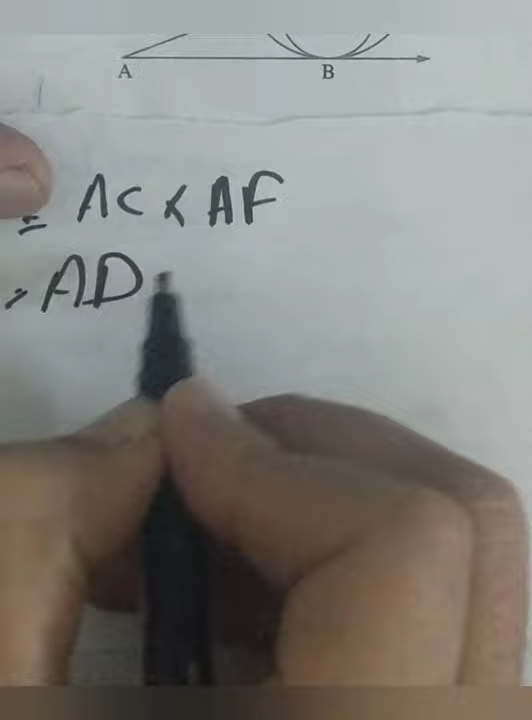 A B
= AC × AF
= AD